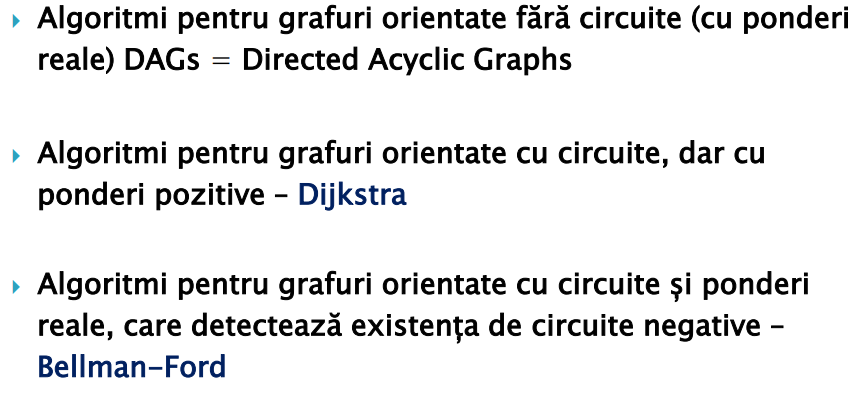 Algoritmi pentru grafuri orientate fără circuite (cu ponderi
reale) DAGs = Directed Acyclic Graphs
Algoritmi pentru grafuri orientate cu circuite, dar cu
ponderi pozitive – Dijkstra
Algoritmi pentru grafuri orientate cu circuite și ponderi
reale, care detectează existența de circuite negative –
Bellman-Ford